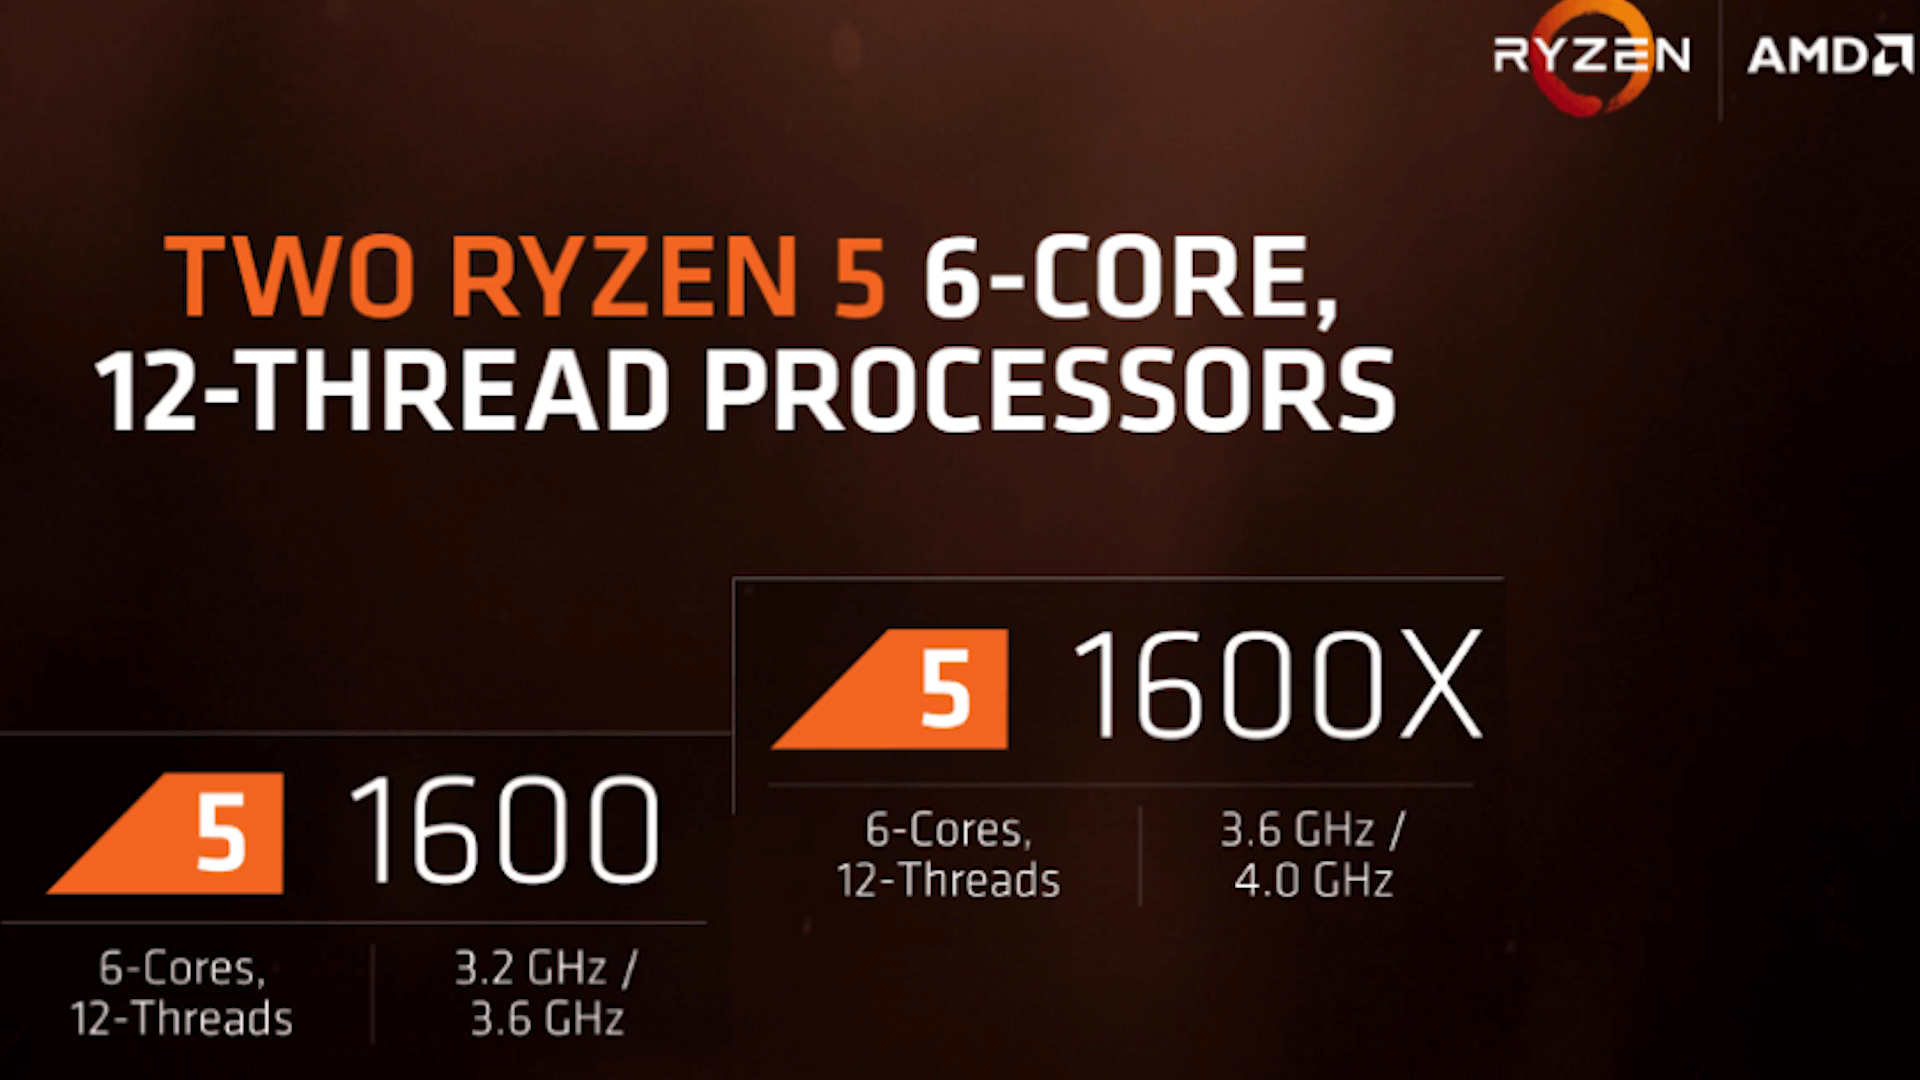 RYZEN
AMD
TWO RYZEN 5 6-CORE,
12-THREAD PROCESSORS
5 1600
6-Cores,
12-Threads
3.2 GHz /
3.6 GHz
5 1600X
6-Cores,
12-Threads
3.6 GHz /
4.0 GHz